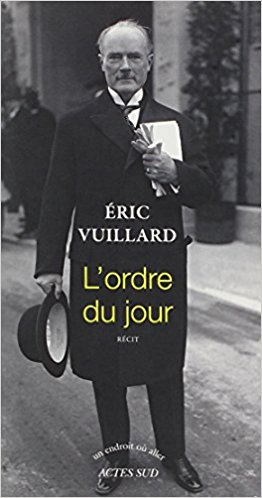 ÉRIC
VUILLARD
L'ordre
du jour
RÉCIT
un endroit où aller
ACTES SUD